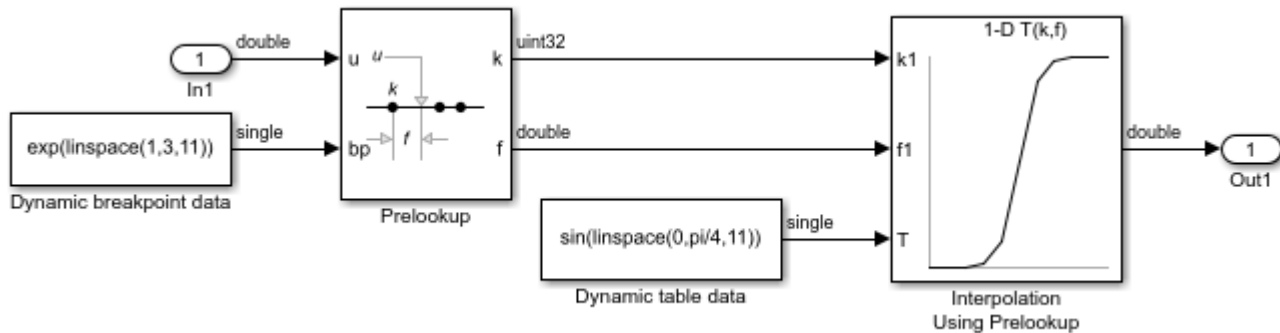 1-D T(k,f)
double
uint32
1
u
u
k
k1
In1
k
single
double
double
exp(linspace(1,3,11))
bp
f
f
f1
1
Out1
Dynamic breakpoint data
Prelookup
single
sin(linspace(0,pi/4,11))
T
Dynamic table data
Interpolation
Using Prelookup